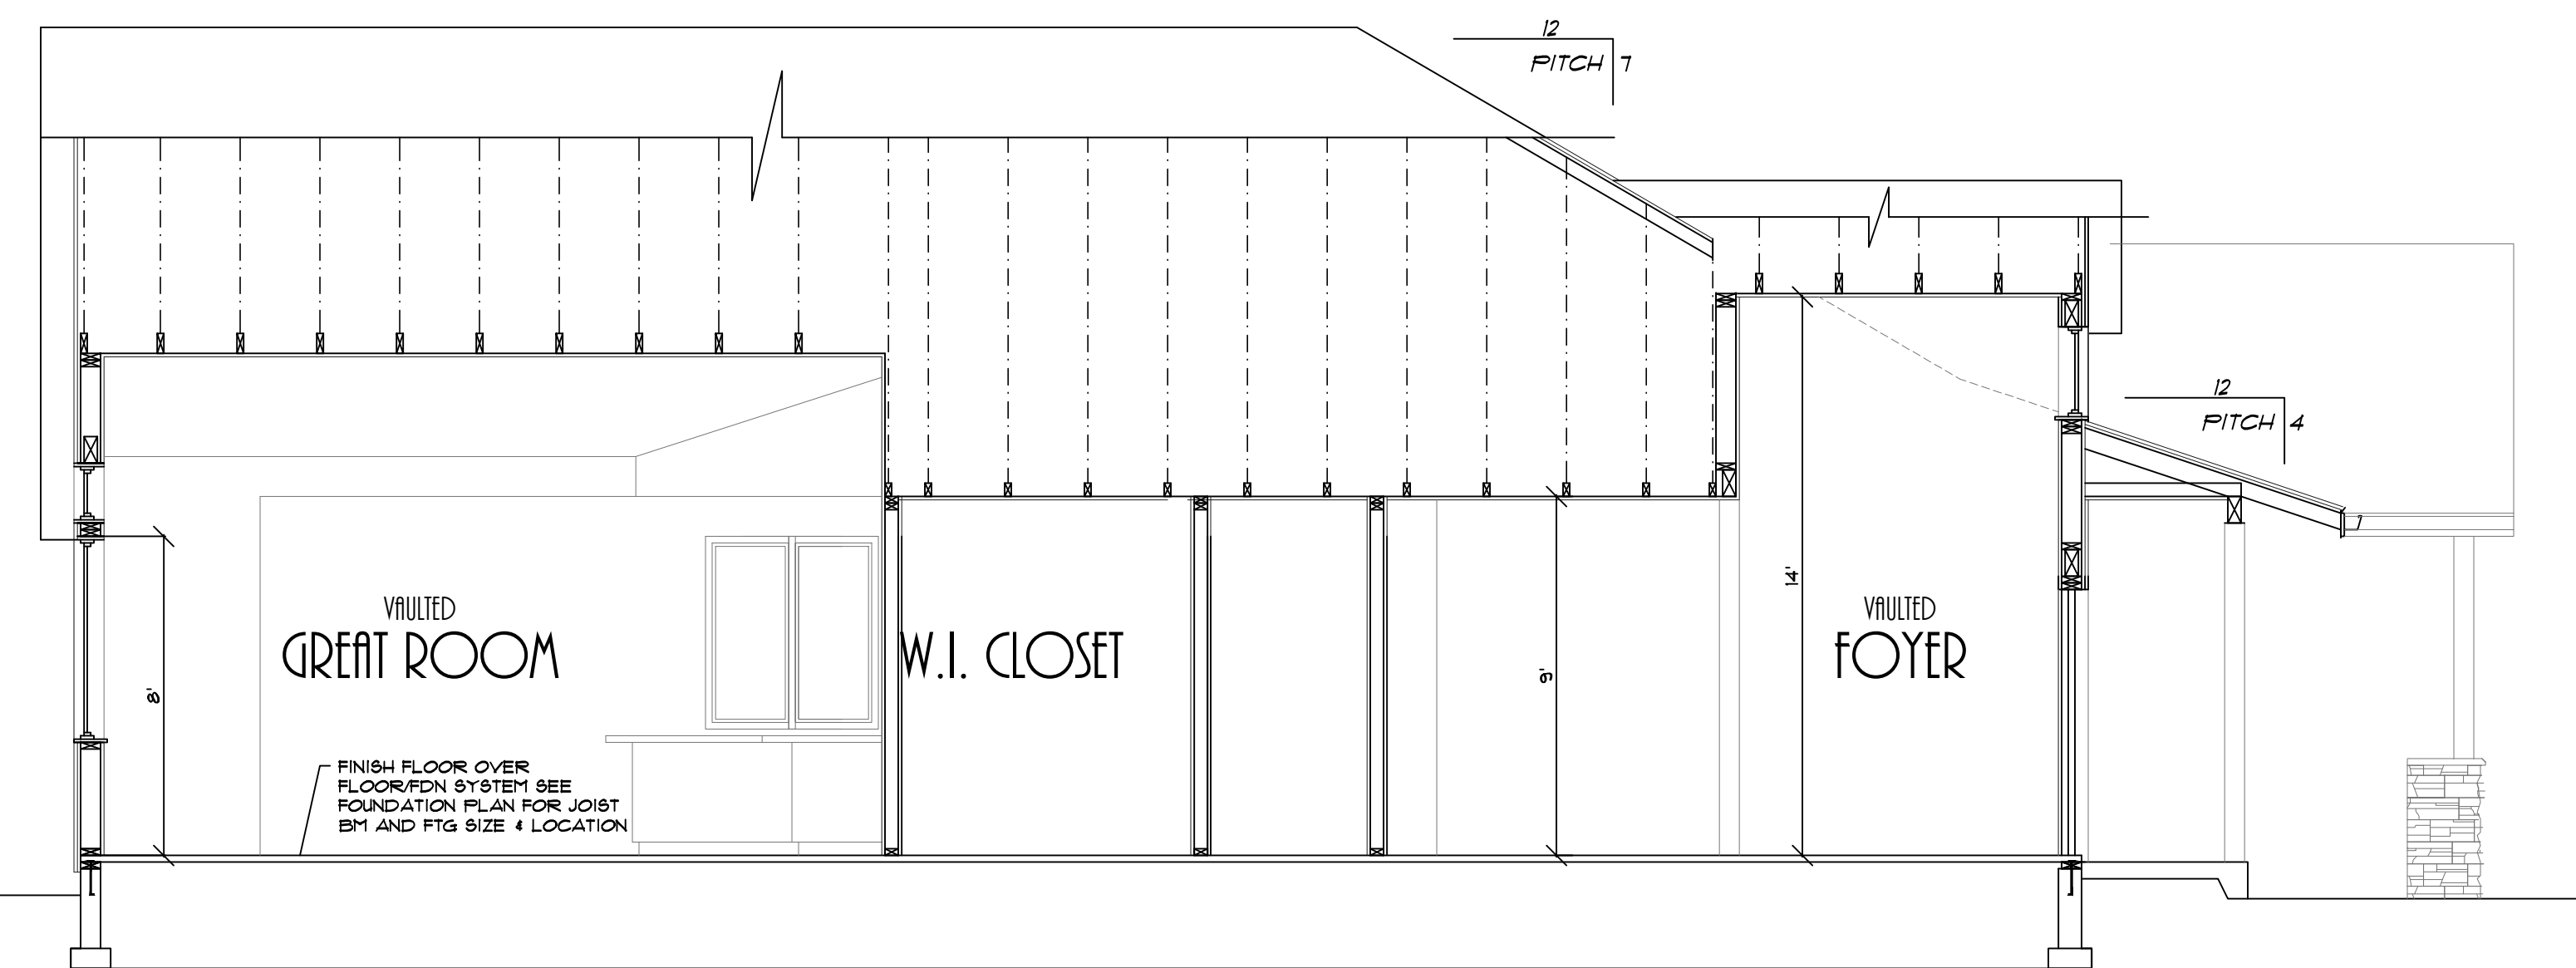 12
PITCH 7
12
PITCH 4
VAULTED
GREAT ROOM
W.I. CLOSET
VAULTED
FOYER
8'
9'
14'
FINISH FLOOR OVER
FLOOR/FDN SYSTEM SEE
FOUNDATION PLAN FOR JOIST
BM AND FTG SIZE & LOCATION